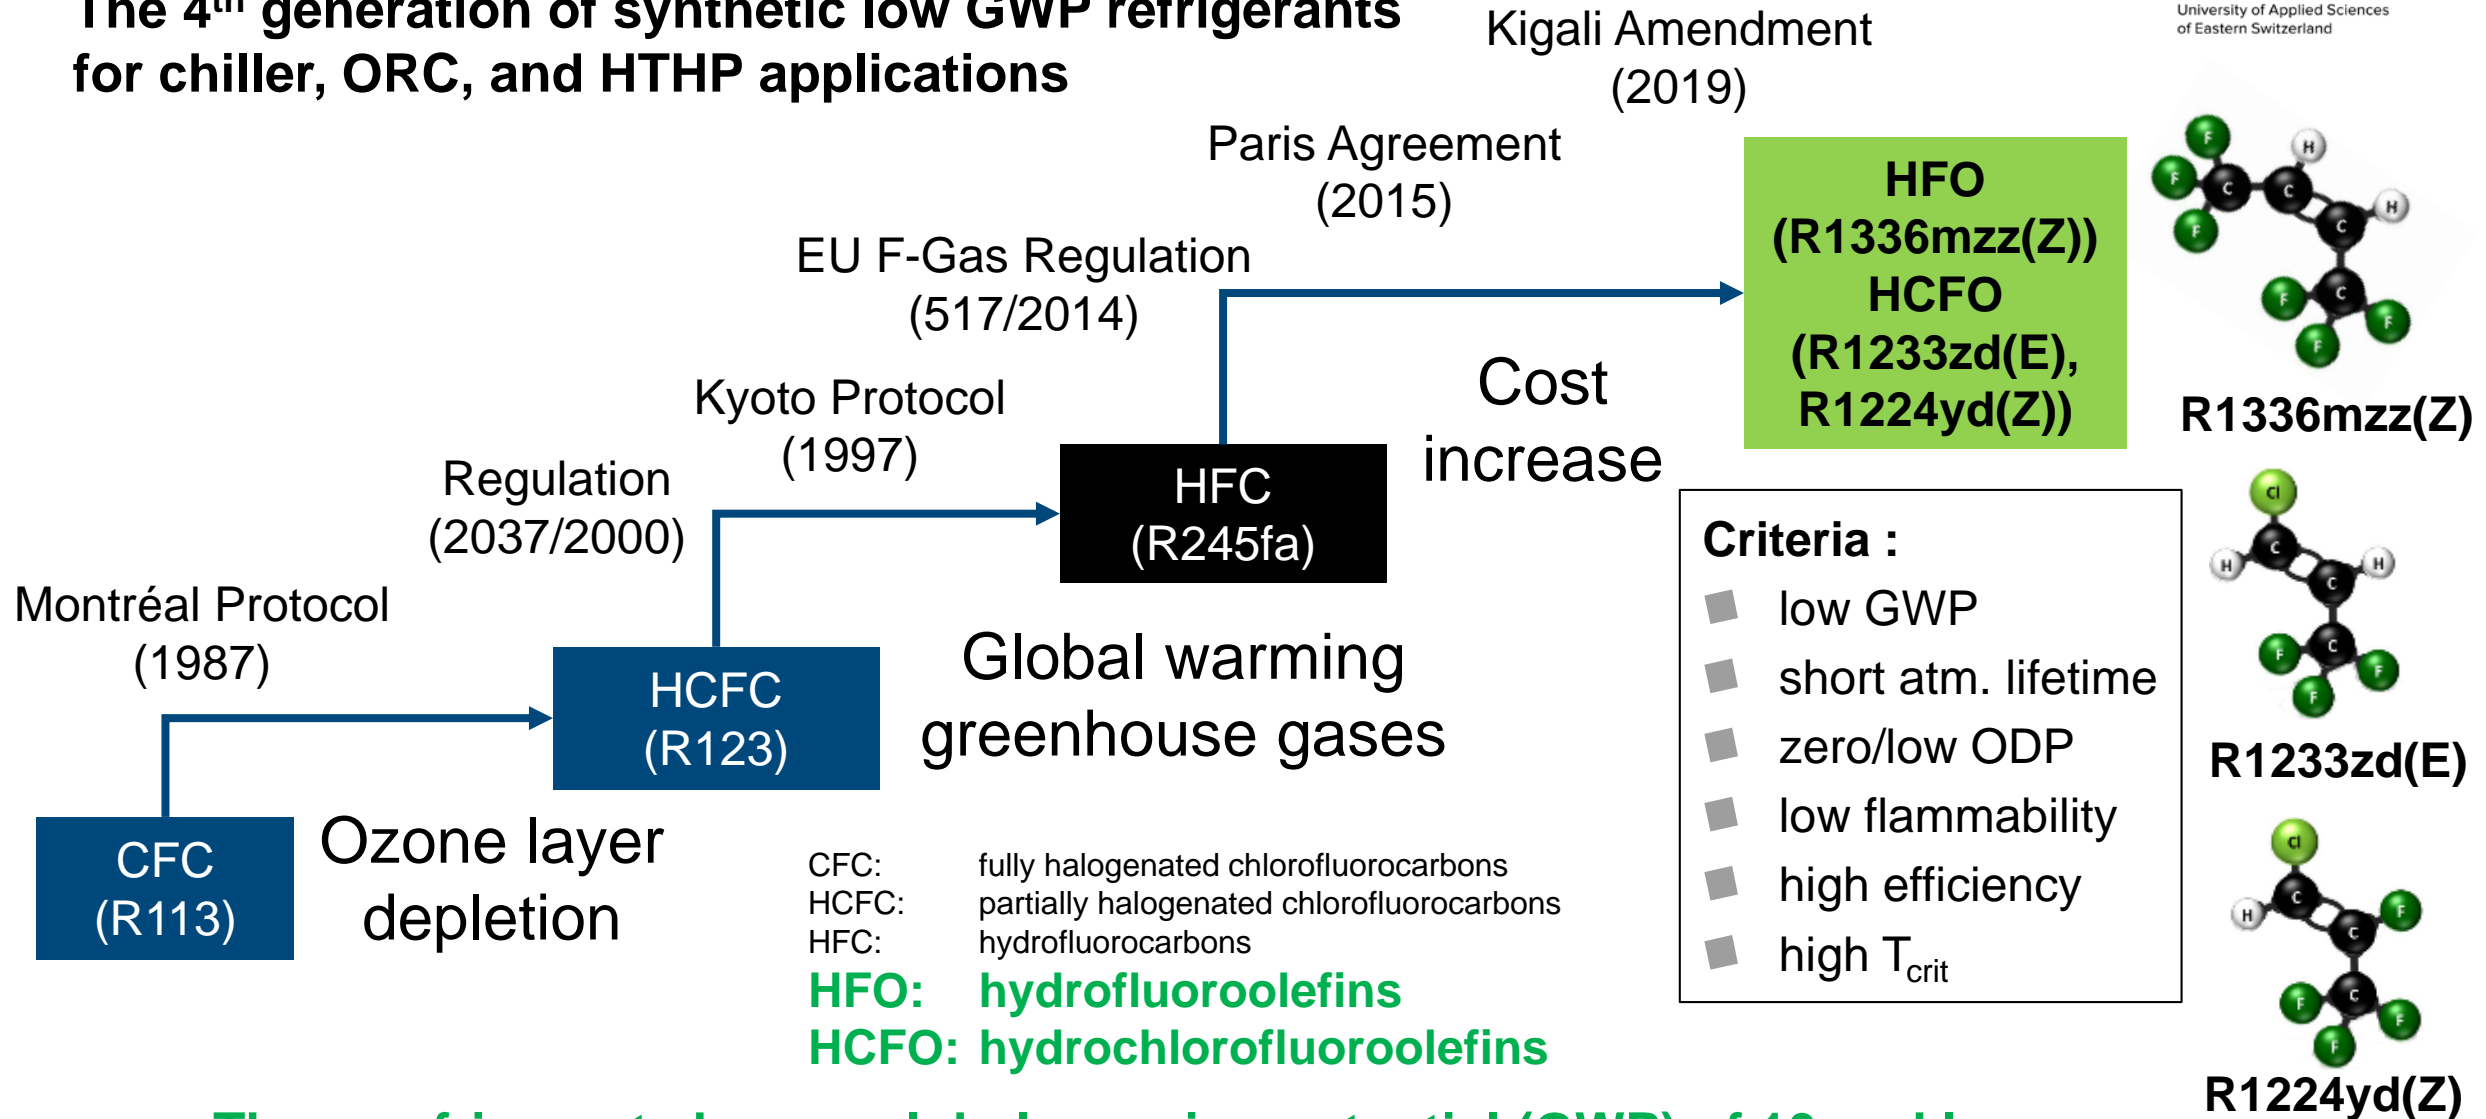 The 4th generation of synthetic low GWP refrigerants
for chiller, ORC, and HTHP applications
University of Applied Sciences
of Eastern Switzerland
Kigali Amendment
(2019)
Paris Agreement
(2015)
EU F-Gas Regulation
(517/2014)
Kyoto Protocol
(1997)
Regulation
(2037/2000)
Montréal Protocol
(1987)
CFC
(R113)
Ozone layer
depletion
HCFC
(R123)
Global warming
greenhouse gases
HFC
(R245fa)
Cost
increase
HFO
(R1336mzz(Z))
HCFO
(R1233zd(E),
R1224yd(Z))
F
F
F
C
C
H
C
H
C
F
F
F
R1336mzz(Z)
Cl
C
H
C
H
C
F
F
F
R1233zd(E)
Cl
C
H
C
F
C
F
F
F
R1224yd(Z)
Criteria :
low GWP
short atm. lifetime
zero/low ODP
low flammability
high efficiency
high Tcrit
CFC: fully halogenated chlorofluorocarbons
HCFC: partially halogenated chlorofluorocarbons
HFC: hydrofluorocarbons
HFO: hydrofluoroolefins
HCFO: hydrochlorofluoroolefins